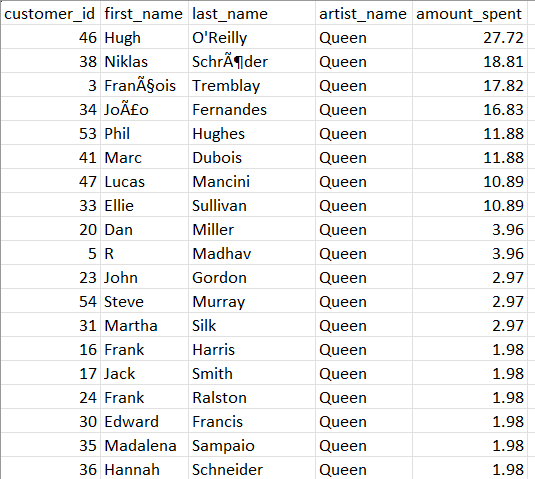 customer_id first_name last_name artist_name amount_spent
46 Hugh O'Reilly Queen 27.72
38 Niklas SchrÃ¶der Queen 18.81
3 FranÃ§ois Tremblay Queen 17.82
34 JoÃ£o Fernandes Queen 16.83
53 Phil Hughes Queen 11.88
41 Marc Dubois Queen 11.88
47 Lucas Mancini Queen 10.89
33 Ellie Sullivan Queen 10.89
20 Dan Miller Queen 3.96
5 R Madhav Queen 3.96
23 John Gordon Queen 2.97
54 Steve Murray Queen 2.97
31 Martha Silk Queen 2.97
16 Frank Harris Queen 1.98
17 Jack Smith Queen 1.98
24 Frank Ralston Queen 1.98
30 Edward Francis Queen 1.98
35 Madalena Sampaio Queen 1.98
36 Hannah Schneider Queen 1.98